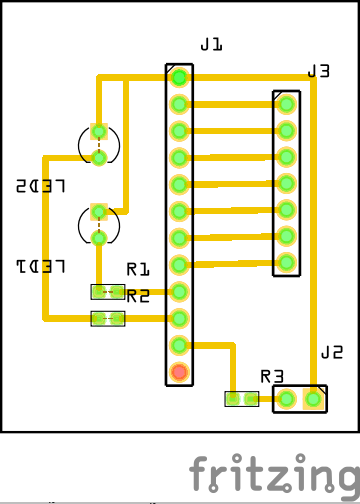 J1
J3
LED2
LED1
R1
R2
J2
R3
fritzing